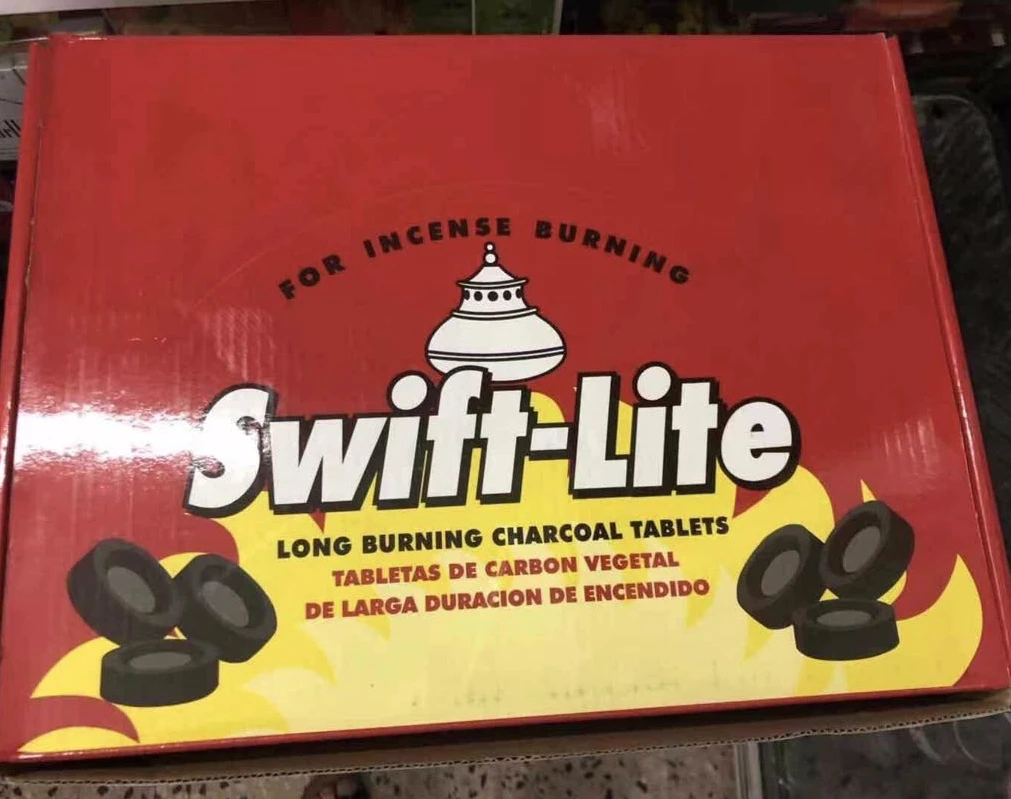 FOR INCENSE BURNING
Swift-Lite
LONG BURNING CHARCOAL TABLETS
TABLETAS DE CARBON VEGETAL
DE LARGA DURACION DE ENCENDIDO